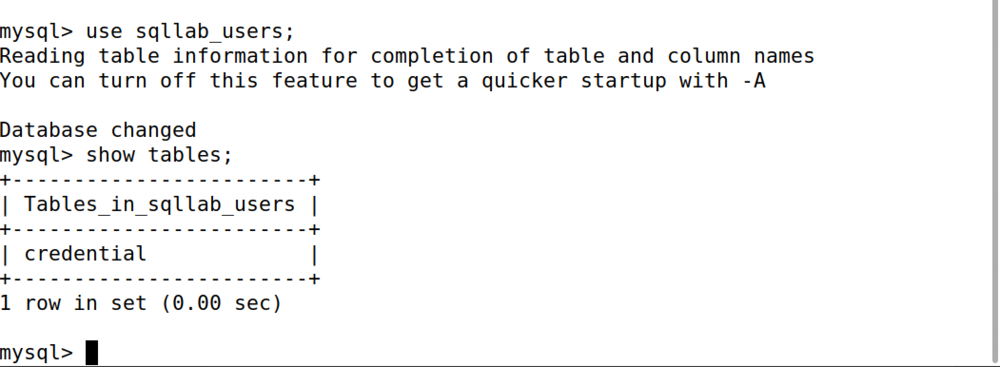 mysql> use sqllab_users;
Reading table information for completion of table and column names
You can turn off this feature to get a quicker startup with -A
Database changed
mysql> show tables;
+------------------------+
| Tables_in_sqllab_users |
+------------------------+
| credential             |
+------------------------+
1 row in set (0.00 sec)
mysql>